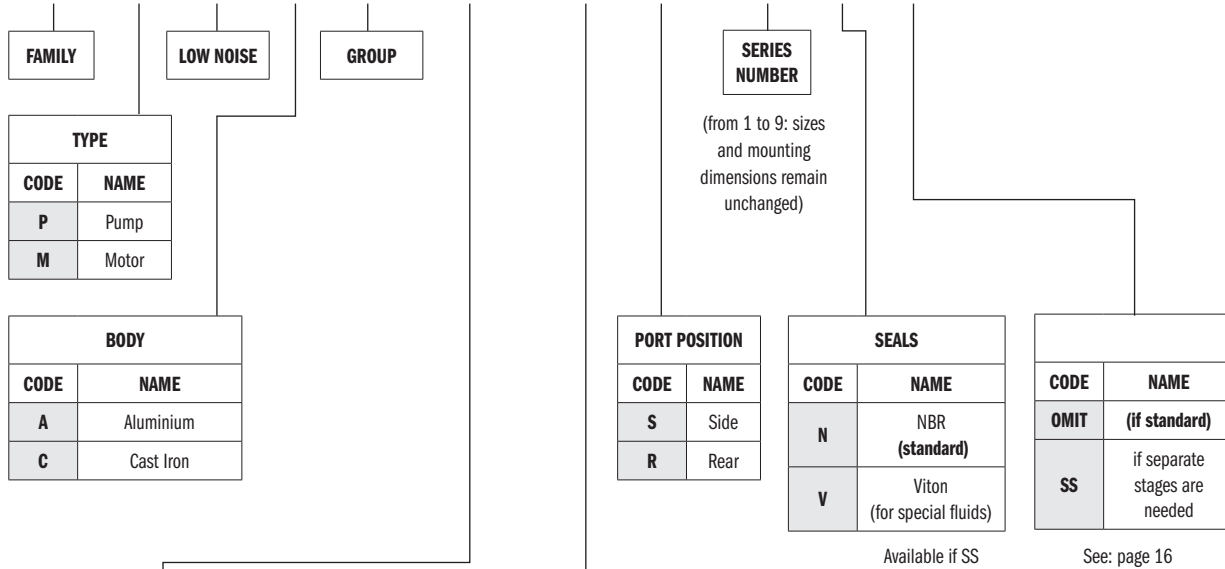 FAMILY
LOW NOISE
GROUP
SERIES
NUMBER
(from 1 to 9: sizes
and mounting
dimensions remain
unchanged)
TYPE
CODE NAME
P Pump
M Motor
BODY
CODE NAME
A Aluminium
C Cast Iron
PORT POSITION
CODE NAME
S Side
R Rear
SEALS
CODE NAME
N NBR
(standard)
V Viton
(for special fluids)
Available if SS
CODE NAME
OMIT (if standard)
SS if separate
stages are
needed
See: page 16